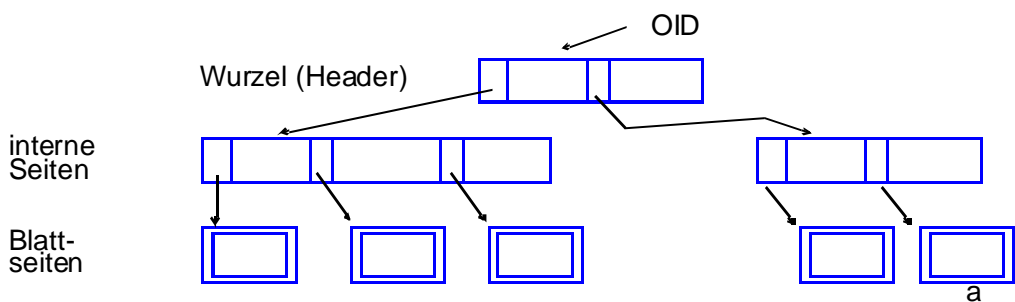 OID
Wurzel (Header)
interne
Seiten
Blatt-
seiten
a